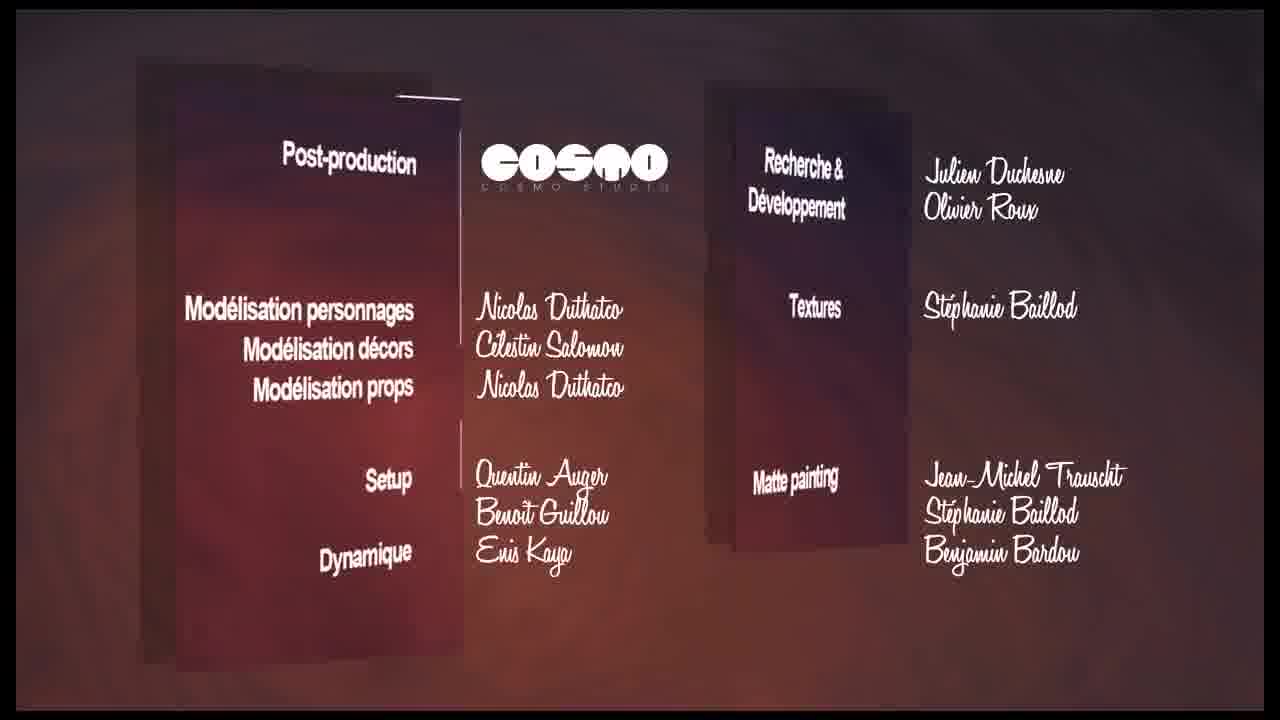 Post-production
COSMO
COSMO STUDIO
Modélisation personnages Nicolas Duthatco
Modélisation décors Célestin Salomon
Modélisation props Nicolas Duthatco
Setup Quentin Auger
Benoît Guillou
Dynamique Enis Kaya
Recherche & Julien Duchesne
Développement Olivier Roux
Textures Stéphanie Baillod
Matte painting Jean-Michel Trauscht
Stéphanie Baillod
Benjamin Bardou